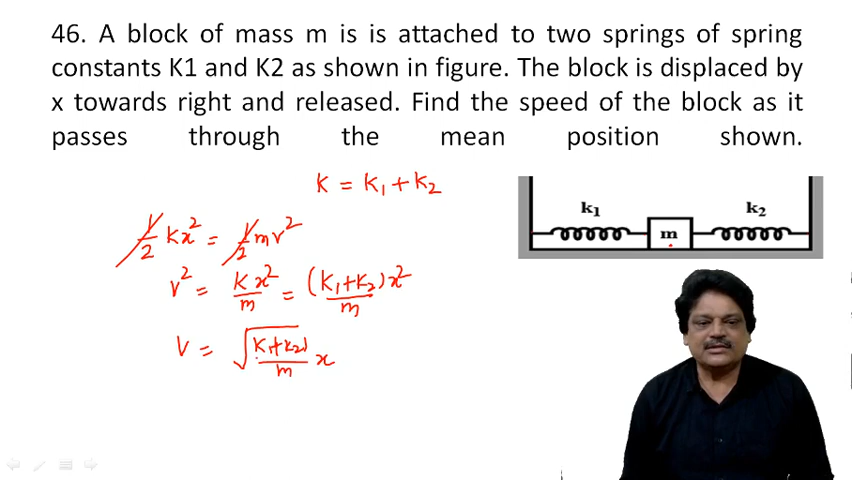 46. A block of mass m is is attached to two springs of spring
constants K1 and K2 as shown in figure. The block is displaced by
x towards right and released. Find the speed of the block as it
passes through the mean position shown.
K = K₁ + K₂
k₁
k₂
m
1/2 Kx² = 1/2 mv²
v² = Kx²/m = (K₁+K₂)x²/m
V = √(K₁+K₂)/m x